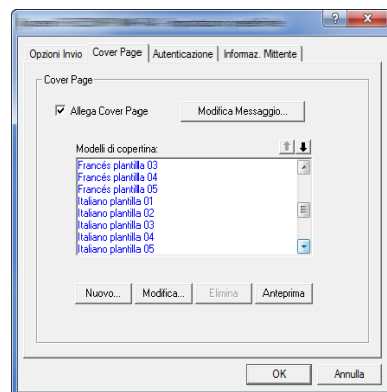 Opzioni Invio Cover Page Autenticazione Informaz. Mittente
Cover Page
Allega Cover Page Modifica Messaggio...
Modelli di copertina:
Francés plantilla 03
Francés plantilla 04
Francés plantilla 05
Italiano plantilla 01
Italiano plantilla 02
Italiano plantilla 03
Italiano plantilla 04
Italiano plantilla 05
Nuovo... Modifica... Elimina Anteprima
OK Annulla